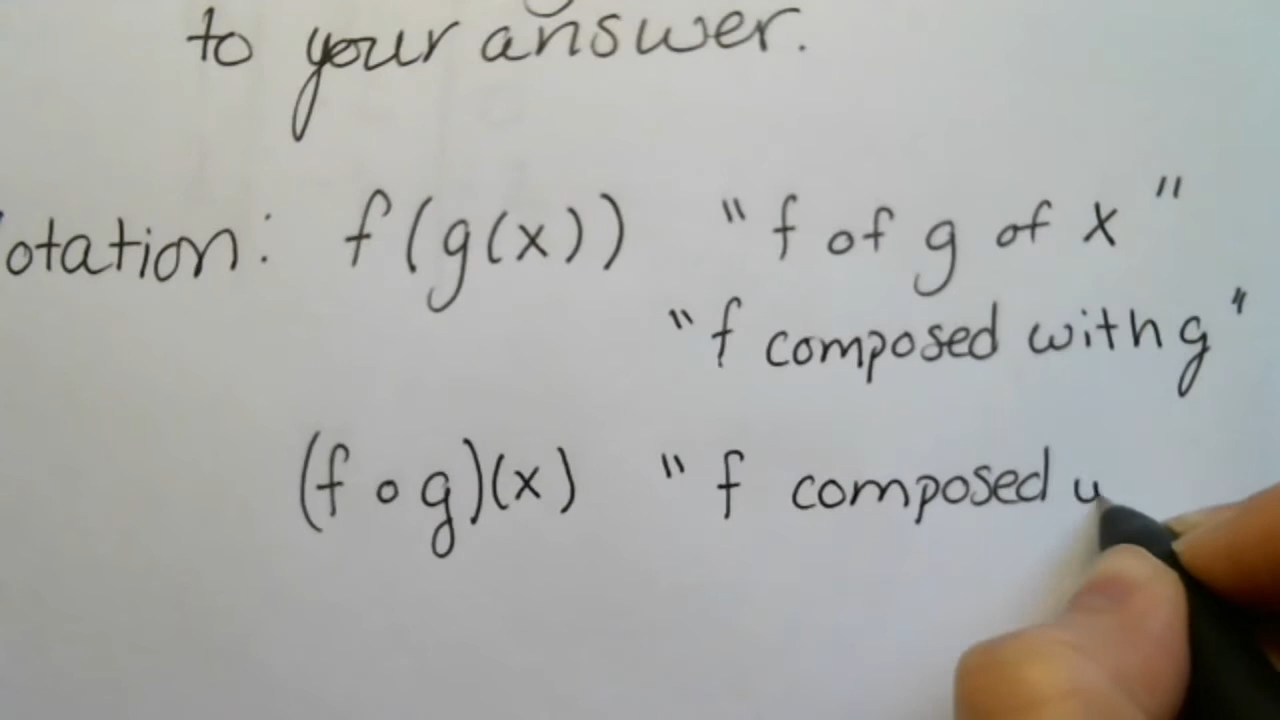 to your answer.
otation: f(g(x)) "f of g of x"
"f composed with g"
(f∘g)(x) "f composed